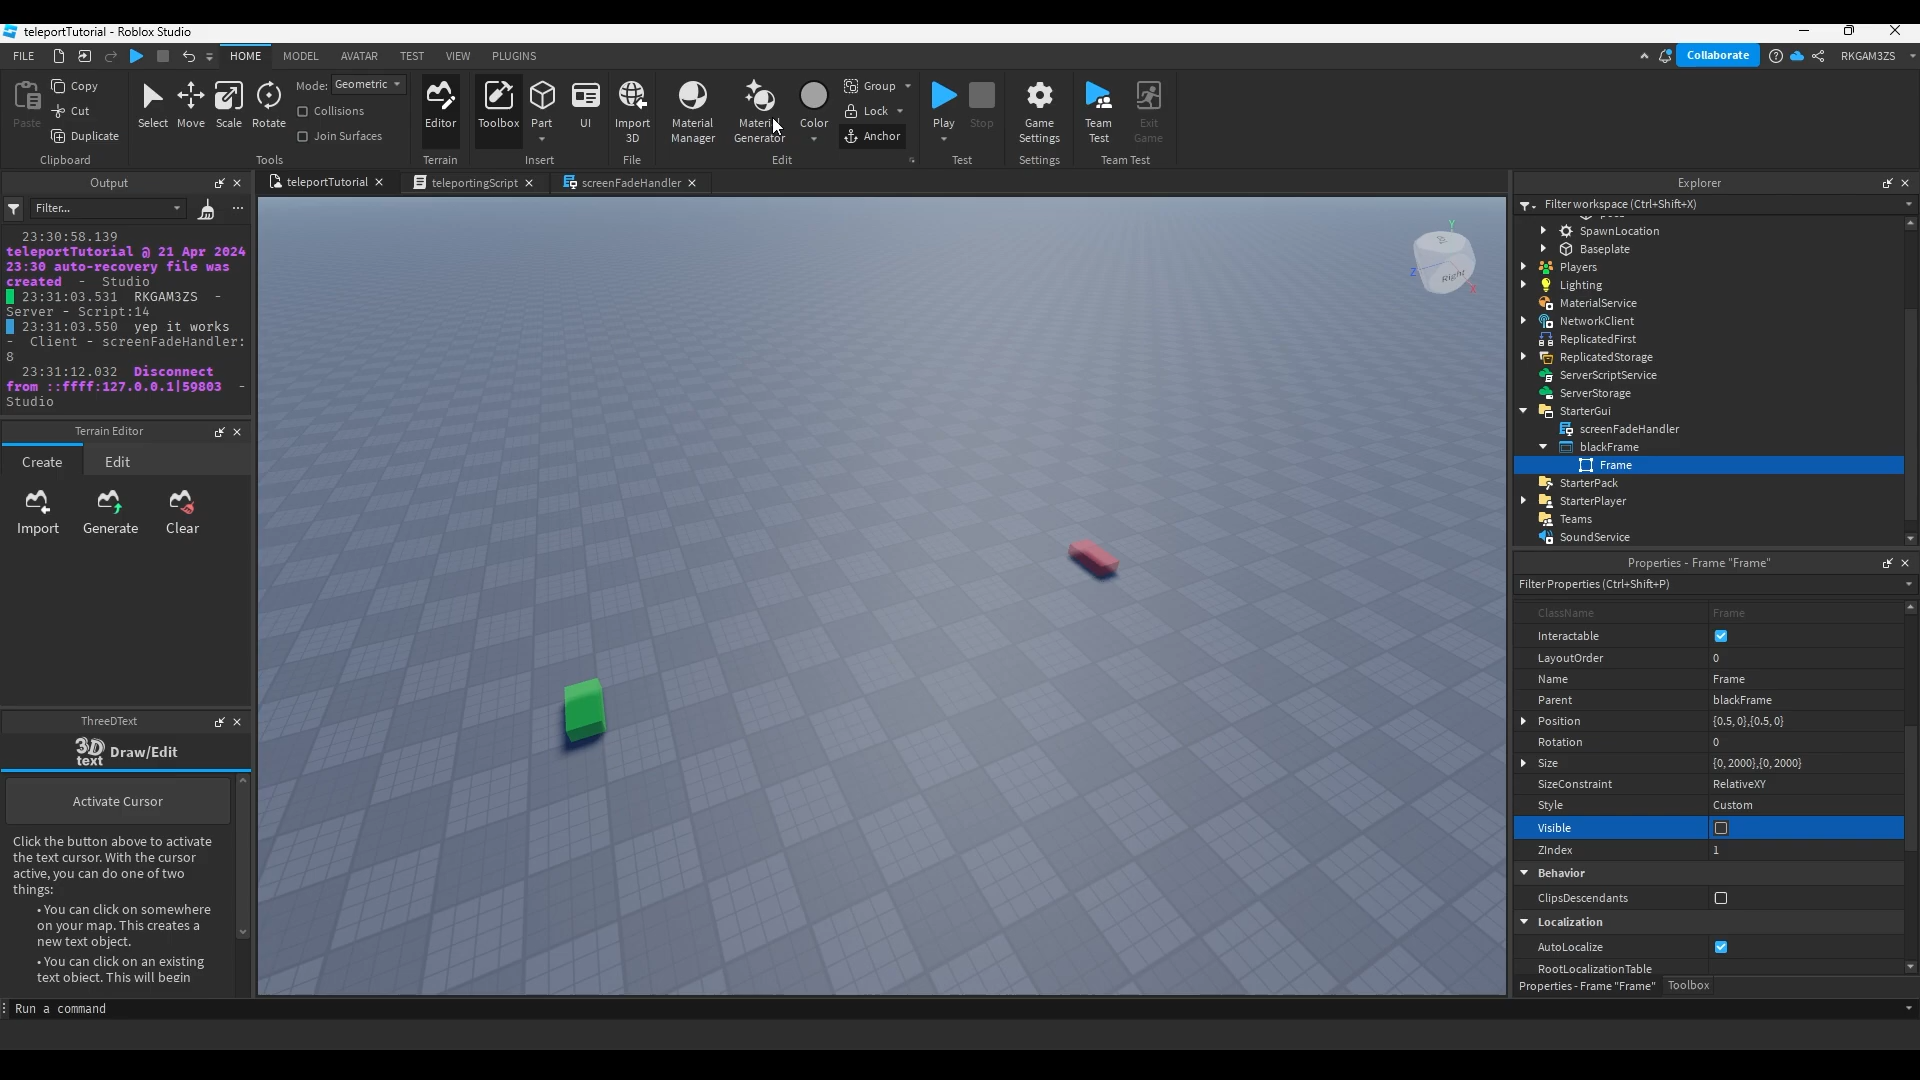 teleportTutorial - Roblox Studio
FILE HOME MODEL AVATAR TEST VIEW PLUGINS Collaborate RKGAM3ZS
Paste Copy Cut Duplicate
Clipboard
Select Move Scale Rotate
Mode: Geometric
Collisions
Join Surfaces
Tools
Editor
Terrain
Toolbox Part UI
Insert
Import
3D
File
Material
Manager
Material
Generator
Color
Group
Lock
Anchor
Edit
Play Stop
Test
Game
Settings
Settings
Team
Test
Exit
Game
Team Test
Output
Filter...
23:30:58.139
teleportTutorial @ 21 Apr 2024
23:30 auto-recovery file was
created - Studio
23:31:03.531 RKGAM3ZS -
Server - Script:14
23:31:03.550 yep it works
- Client - screenFadeHandler:
8
23:31:12.032 Disconnect
from ::ffff:127.0.0.1|59803 -
Studio
Terrain Editor
Create Edit
Import Generate Clear
ThreeDText
3D
text
Draw/Edit
Activate Cursor
Click the button above to activate
the text cursor. With the cursor
active, you can do one of two
things:
• You can click on somewhere
on your map. This creates a
new text object.
• You can click on an existing
text object. This will begin
teleportTutorial teleportingScript screenFadeHandler
Y
Z
Right
X
Explorer
Filter workspace (Ctrl+Shift+X)
SpawnLocation
Baseplate
Players
Lighting
MaterialService
NetworkClient
ReplicatedFirst
ReplicatedStorage
ServerScriptService
ServerStorage
StarterGui
screenFadeHandler
blackFrame
Frame
StarterPack
StarterPlayer
Teams
SoundService
Properties - Frame "Frame"
Filter Properties (Ctrl+Shift+P)
ClassName Frame
Interactable
LayoutOrder 0
Name Frame
Parent blackFrame
Position {0.5, 0},{0.5, 0}
Rotation 0
Size {0, 2000},{0, 2000}
SizeConstraint RelativeXY
Style Custom
Visible
ZIndex 1
Behavior
ClipsDescendants
Localization
AutoLocalize
RootLocalizationTable
Properties - Frame "Frame" Toolbox
Run a command